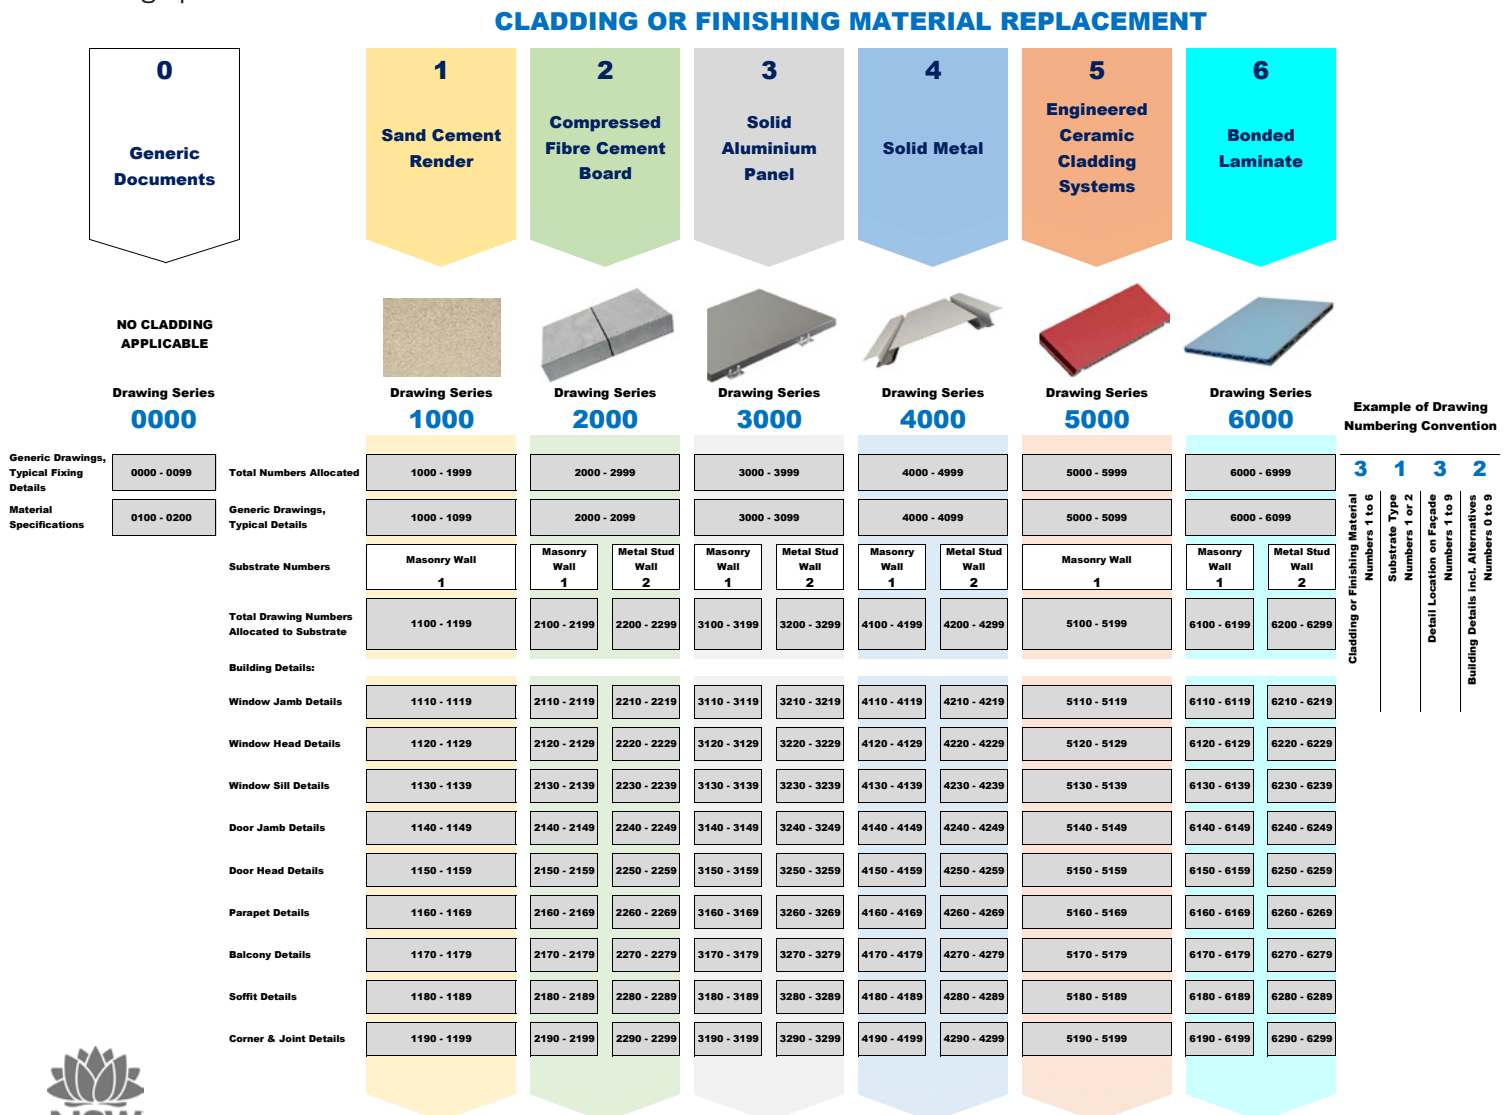 CLADDING OR FINISHING MATERIAL REPLACEMENT
0
Generic
Documents
1
Sand Cement
Render
2
Compressed
Fibre Cement
Board
3
Solid
Aluminium
Panel
4
Solid Metal
5
Engineered
Ceramic
Cladding
Systems
6
Bonded
Laminate
NO CLADDING
APPLICABLE
Drawing Series Drawing Series Drawing Series Drawing Series Drawing Series Drawing Series Drawing Series
0000 1000 2000 3000 4000 5000 6000
Example of Drawing
Numbering Convention
3 1 3 2
Cladding or Finishing Material
Numbers 1 to 6
Substrate Type
Numbers 1 or 2
Detail Location on Façade
Numbers 1 to 9
Building Details incl. Alternatives
Numbers 0 to 9
Generic Drawings,
Typical Fixing
Details
0000 - 0099
Material
Specifications
0100 - 0200
Total Numbers Allocated 1000 - 1999 2000 - 2999 3000 - 3999 4000 - 4999 5000 - 5999 6000 - 6999
Generic Drawings,
Typical Details
1000 - 1099 2000 - 2099 3000 - 3099 4000 - 4099 5000 - 5099 6000 - 6099
Substrate Numbers
Masonry Wall
1
Masonry
Wall
1
Metal Stud
Wall
2
Masonry
Wall
1
Metal Stud
Wall
2
Masonry
Wall
1
Metal Stud
Wall
2
Masonry Wall
1
Masonry
Wall
1
Metal Stud
Wall
2
Total Drawing Numbers
Allocated to Substrate
1100 - 1199 2100 - 2199 2200 - 2299 3100 - 3199 3200 - 3299 4100 - 4199 4200 - 4299 5100 - 5199 6100 - 6199 6200 - 6299
Building Details:
Window Jamb Details 1110 - 1119 2110 - 2119 2210 - 2219 3110 - 3119 3210 - 3219 4110 - 4119 4210 - 4219 5110 - 5119 6110 - 6119 6210 - 6219
Window Head Details 1120 - 1129 2120 - 2129 2220 - 2229 3120 - 3129 3220 - 3229 4120 - 4129 4220 - 4229 5120 - 5129 6120 - 6129 6220 - 6229
Window Sill Details 1130 - 1139 2130 - 2139 2230 - 2239 3130 - 3139 3230 - 3239 4130 - 4139 4230 - 4239 5130 - 5139 6130 - 6139 6230 - 6239
Door Jamb Details 1140 - 1149 2140 - 2149 2240 - 2249 3140 - 3149 3240 - 3249 4140 - 4149 4240 - 4249 5140 - 5149 6140 - 6149 6240 - 6249
Door Head Details 1150 - 1159 2150 - 2159 2250 - 2259 3150 - 3159 3250 - 3259 4150 - 4159 4250 - 4259 5150 - 5159 6150 - 6159 6250 - 6259
Parapet Details 1160 - 1169 2160 - 2169 2260 - 2269 3160 - 3169 3260 - 3269 4160 - 4169 4260 - 4269 5160 - 5169 6160 - 6169 6260 - 6269
Balcony Details 1170 - 1179 2170 - 2179 2270 - 2279 3170 - 3179 3270 - 3279 4170 - 4179 4270 - 4279 5170 - 5179 6170 - 6179 6270 - 6279
Soffit Details 1180 - 1189 2180 - 2189 2280 - 2289 3180 - 3189 3280 - 3289 4180 - 4189 4280 - 4289 5180 - 5189 6180 - 6189 6280 - 6289
Corner & Joint Details 1190 - 1199 2190 - 2199 2290 - 2299 3190 - 3199 3290 - 3299 4190 - 4199 4290 - 4299 5190 - 5199 6190 - 6199 6290 - 6299
NSW